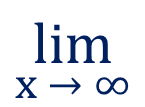 lim
x → ∞